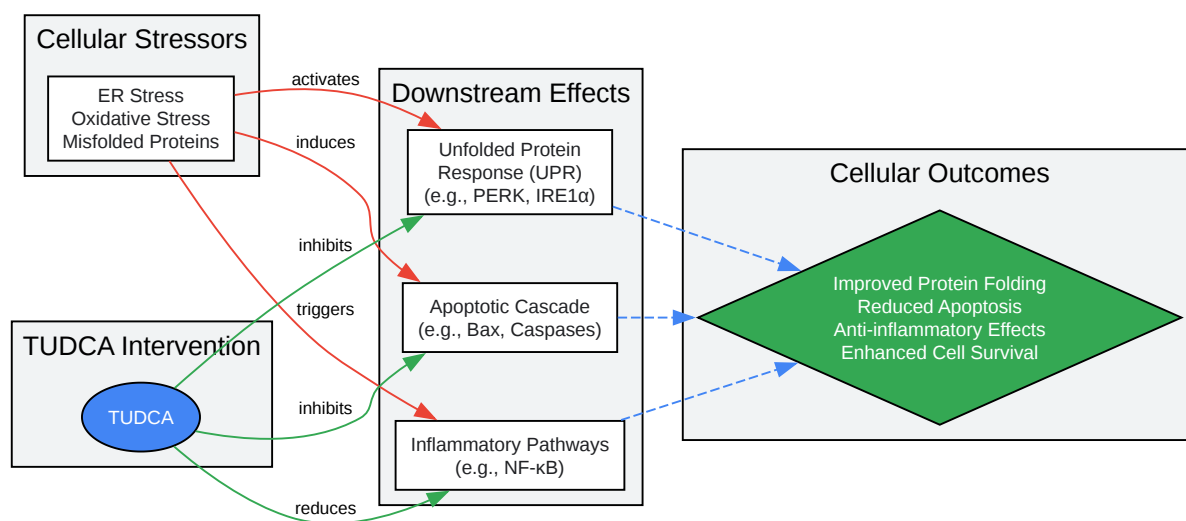 Cellular Stressors
ER Stress
Oxidative Stress
Misfolded Proteins
activates
induces
inhibits
triggers
TUDCA Intervention
TUDCA
inhibits
reduces
Downstream Effects
Unfolded Protein
Response (UPR)
(e.g., PERK, IRE1α)
Apoptotic Cascade
(e.g., Bax, Caspases)
Inflammatory Pathways
(e.g., NF-κB)
Cellular Outcomes
Improved Protein Folding
Reduced Apoptosis
Anti-inflammatory Effects
Enhanced Cell Survival